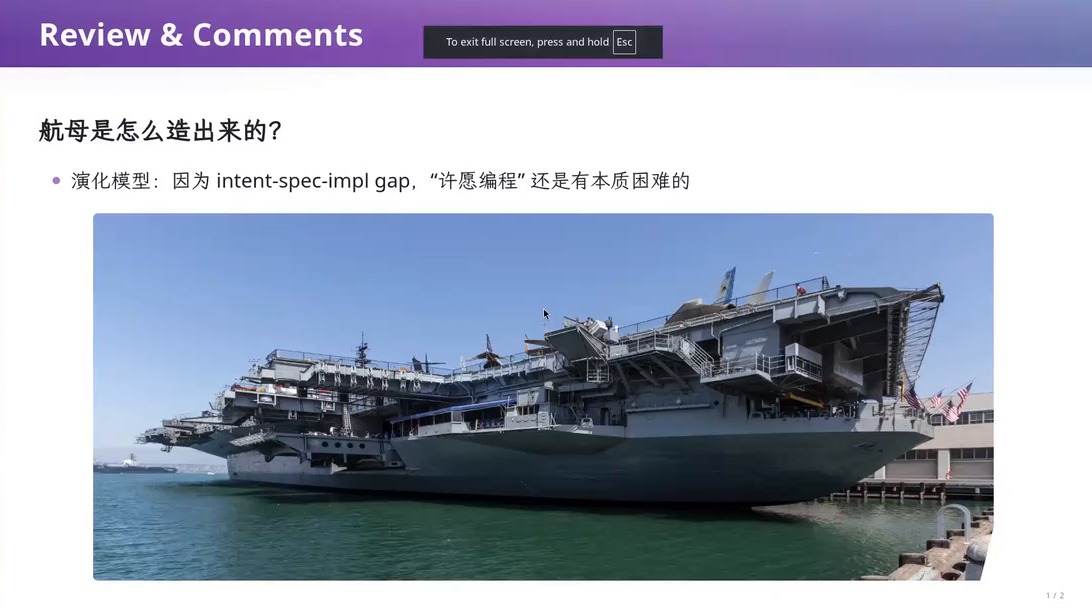 Review & Comments
To exit full screen, press and hold Esc
航母是怎么造出来的？
演化模型：因为 intent-spec-impl gap，“许愿编程” 还是有本质困难的
1 / 2